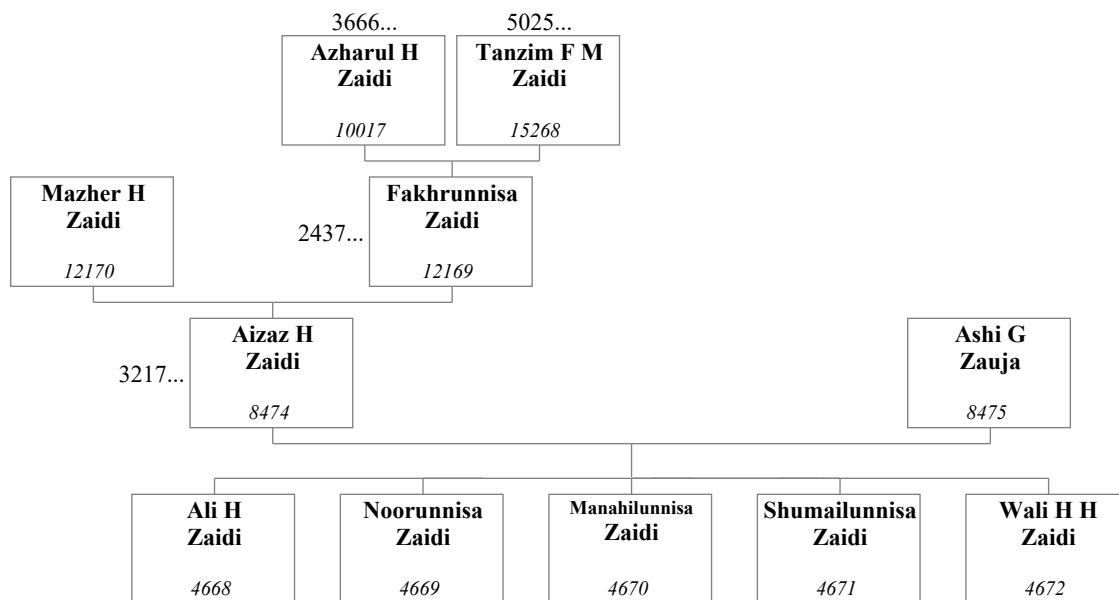 3666... 5025...
Azharul H
Zaidi
10017
Tanzim F M
Zaidi
15268
Mazher H
Zaidi
12170
2437...
Fakhrunnisa
Zaidi
12169
3217...
Aizaz H
Zaidi
8474
Ashi G
Zauja
8475
Ali H
Zaidi
4668
Noorunnisa
Zaidi
4669
Manahilunnisa
Zaidi
4670
Shumailunnisa
Zaidi
4671
Wali H H
Zaidi
4672